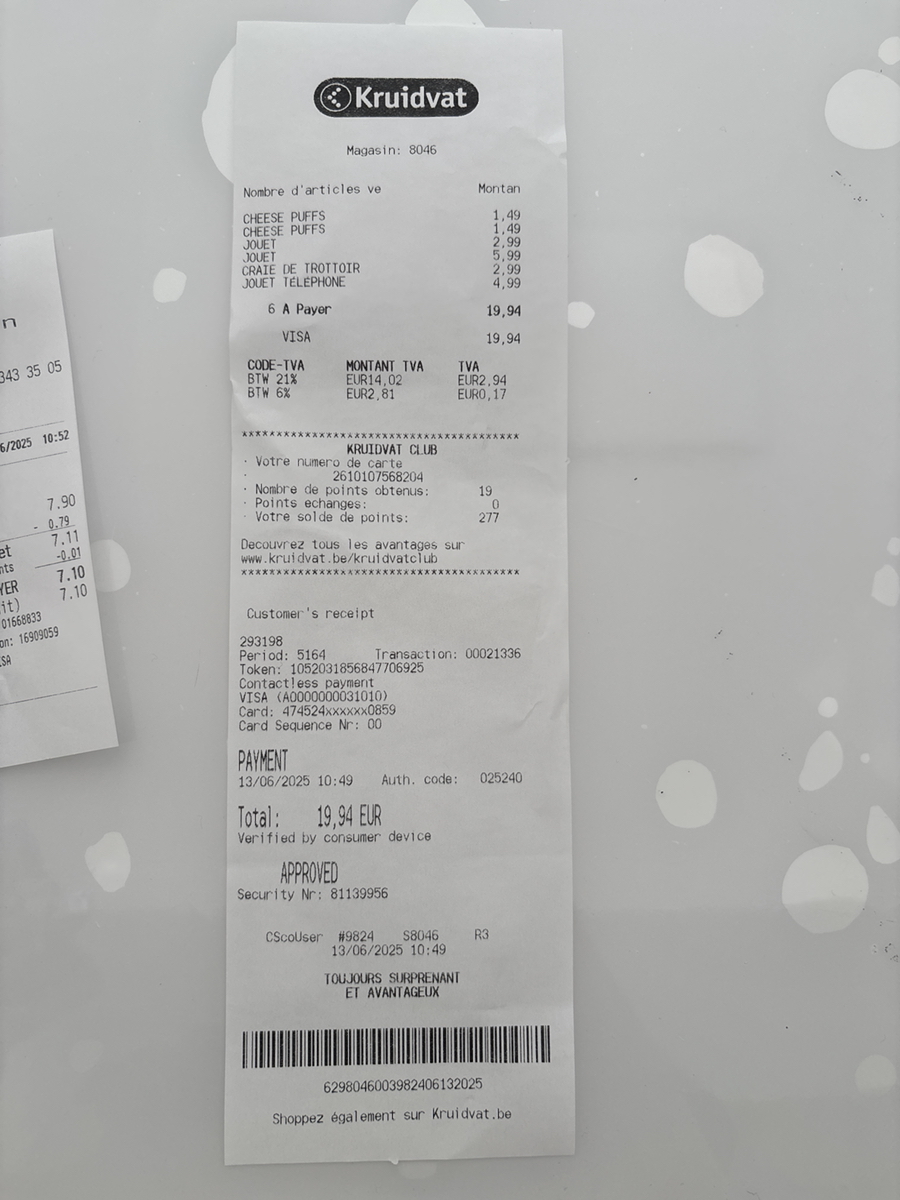 Kruidvat
Magasin: 8046
Nombre d'articles ve Montan
CHEESE PUFFS 1,49
CHEESE PUFFS 1,49
JOUET 2,99
JOUET 5,99
CRAIE DE TROTTOIR 2,99
JOUET TÉLÉPHONE 4,99
6 A Payer 19,94
VISA 19,94
CODE-TVA MONTANT TVA TVA
BTW 21% EUR14,02 EUR2,94
BTW 6% EUR2,81 EUR0,17
****************************************
KRUIDVAT CLUB
· Votre numero de carte
· 2610107568204
· Nombre de points obtenus: 19
· Points echanges: 0
· Votre solde de points: 277
Decouvrez tous les avantages sur
www.kruidvat.be/kruidvatclub
****************************************
Customer's receipt
293198
Period: 5164 Transaction: 00021336
Token: 1052031856847706925
Contactless payment
VISA (A0000000031010)
Card: 474524xxxxxx0859
Card Sequence Nr: 00
PAYMENT
13/06/2025 10:49 Auth. code: 025240
Total: 19,94 EUR
Verified by consumer device
APPROVED
Security Nr: 81139956
CScoUser #9824 S8046 R3
13/06/2025 10:49
TOUJOURS SURPRENANT
ET AVANTAGEUX
6298046003982406132025
Shoppez également sur Kruidvat.be
n
343 35 05
6/2025 10:52
7.90
- 0.79
et 7.11
nts -0.01
YER 7.10
it) 7.10
01668833
on: 16909059
SA